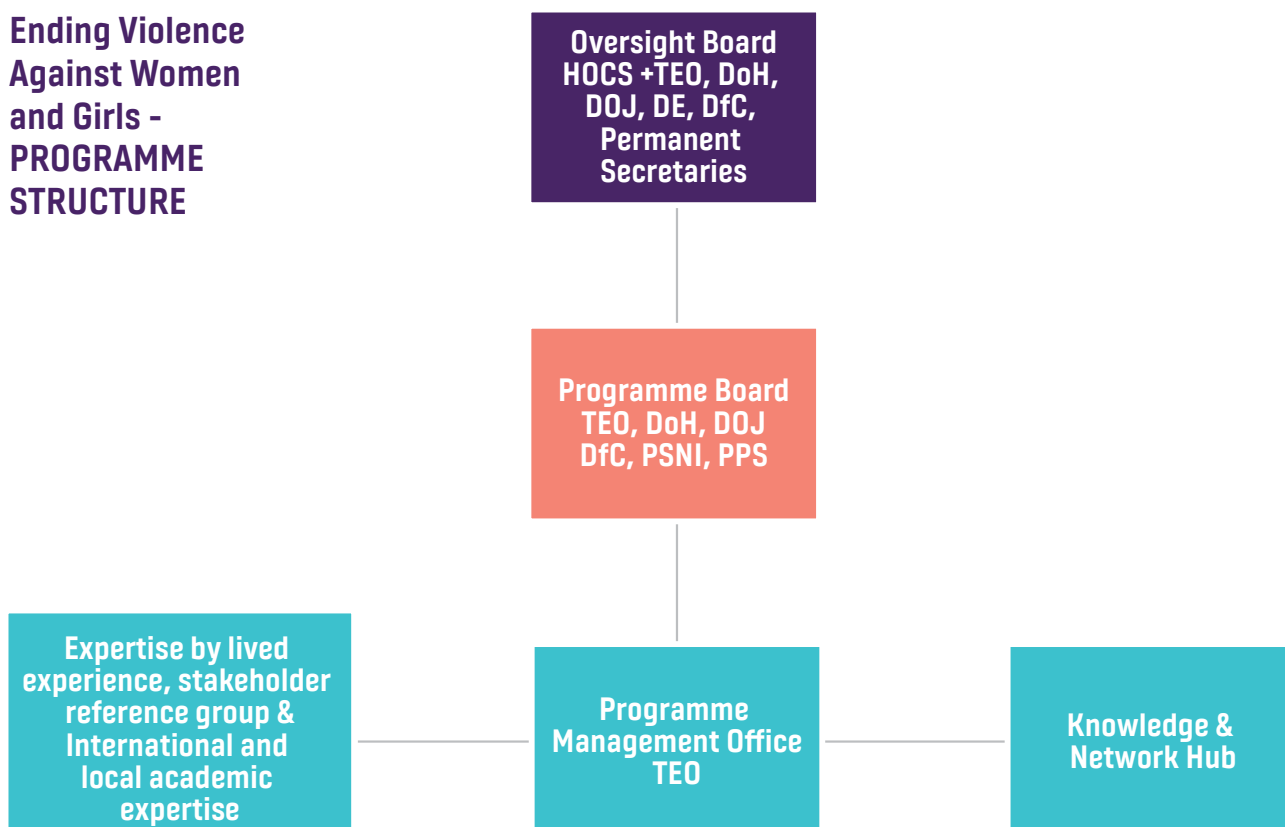 Ending Violence
Against Women
and Girls -
PROGRAMME
STRUCTURE
Oversight Board
HOCS +TEO, DoH,
DOJ, DE, DfC,
Permanent
Secretaries
Programme Board
TEO, DoH, DOJ
DfC, PSNI, PPS
Expertise by lived
experience, stakeholder
reference group &
International and
local academic
expertise
Programme
Management Office
TEO
Knowledge &
Network Hub